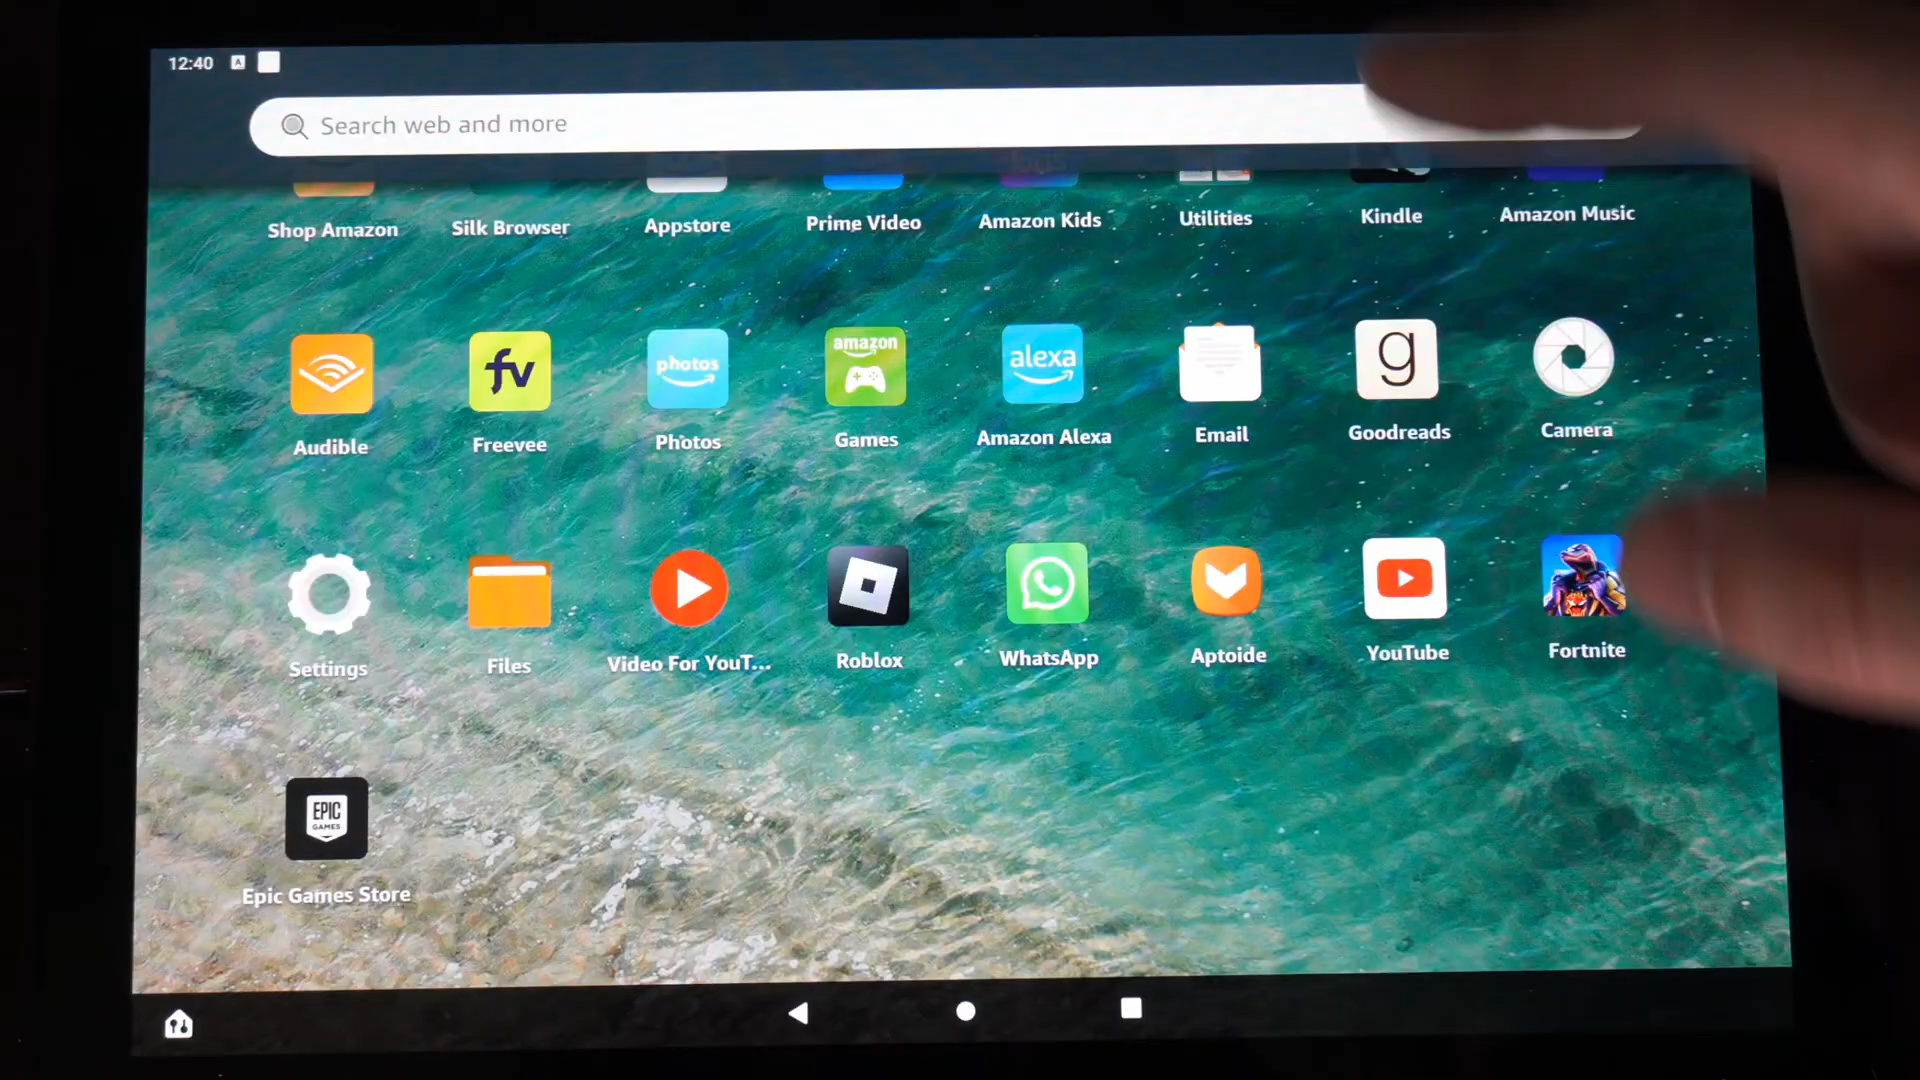 12:40 A
Search web and more
Shop Amazon Silk Browser Appstore Prime Video Amazon Kids Utilities Kindle Amazon Music
fv photos amazon alexa g
Audible Freevee Photos Games Amazon Alexa Email Goodreads Camera
Settings Files Video For YouT... Roblox WhatsApp Aptoide YouTube Fortnite
EPIC
GAMES
Epic Games Store